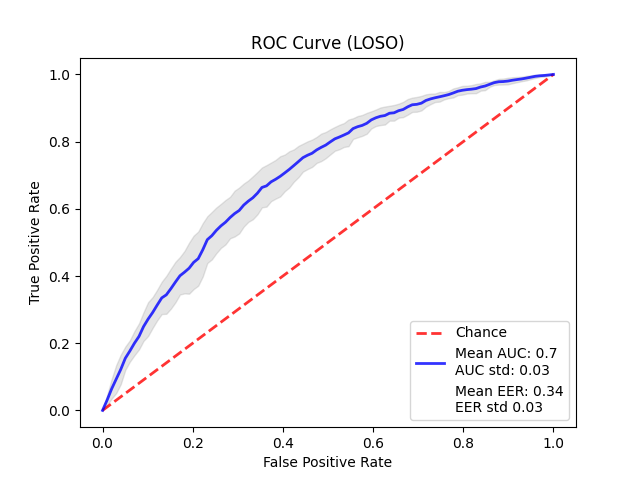 ROC Curve (LOSO)
True Positive Rate
1.0
0.8
0.6
0.4
0.2
0.0
0.0 0.2 0.4 0.6 0.8 1.0
False Positive Rate
Chance
Mean AUC: 0.7
AUC std: 0.03
Mean EER: 0.34
EER std 0.03